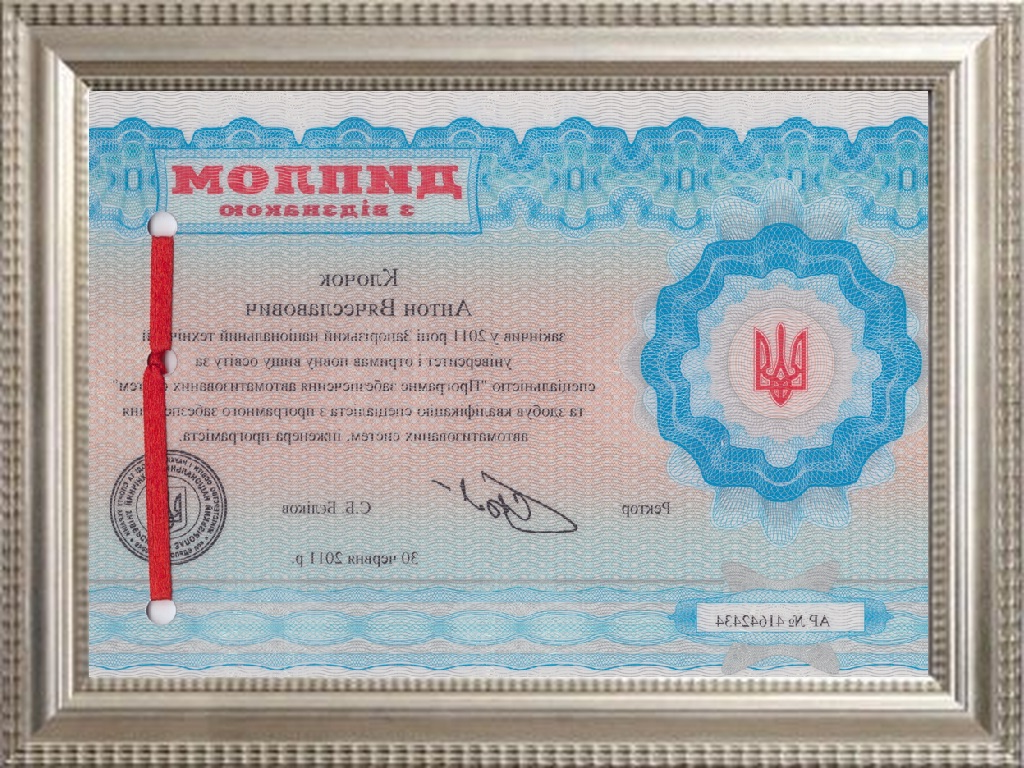 ДИПЛОМ
з відзнакою
Клочок
Антон Вячеславович
закінчив у 2011 році Запорізький національний технічний
університет і отримав повну вищу освіту за
спеціальністю "Програмне забезпечення автоматизованих систем"
та здобув кваліфікацію спеціаліста з програмного забезпечення
автоматизованих систем, інженера програміста.
Ректор
С.Б. Бєліков
30 червня 2011 р.
АР № 41642434